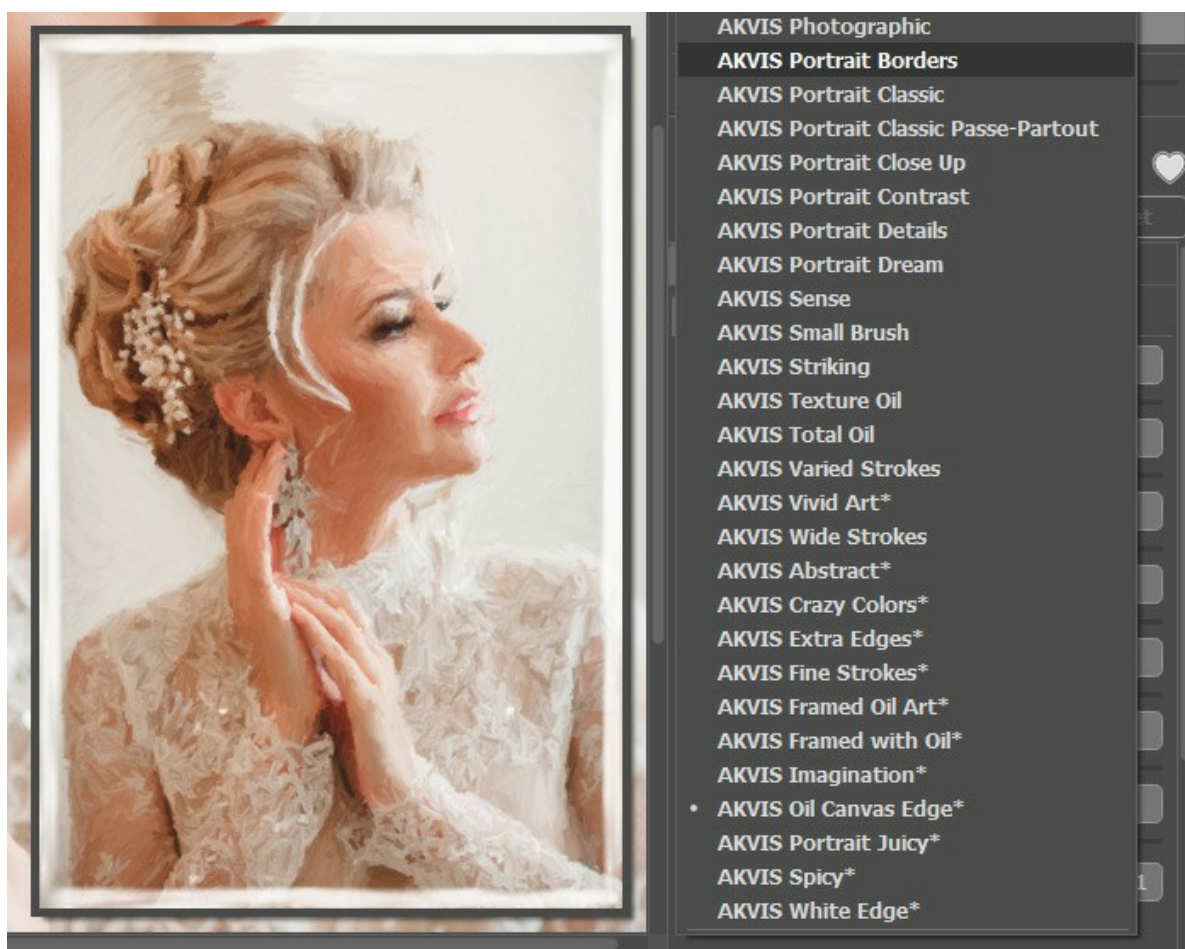 AKVIS Photographic
AKVIS Portrait Borders
AKVIS Portrait Classic
AKVIS Portrait Classic Passe-Partout
AKVIS Portrait Close Up
AKVIS Portrait Contrast
AKVIS Portrait Details
AKVIS Portrait Dream
AKVIS Sense
AKVIS Small Brush
AKVIS Striking
AKVIS Texture Oil
AKVIS Total Oil
AKVIS Varied Strokes
AKVIS Vivid Art*
AKVIS Wide Strokes
AKVIS Abstract*
AKVIS Crazy Colors*
AKVIS Extra Edges*
AKVIS Fine Strokes*
AKVIS Framed Oil Art*
AKVIS Framed with Oil*
AKVIS Imagination*
• AKVIS Oil Canvas Edge*
AKVIS Portrait Juicy*
AKVIS Spicy*
AKVIS White Edge*